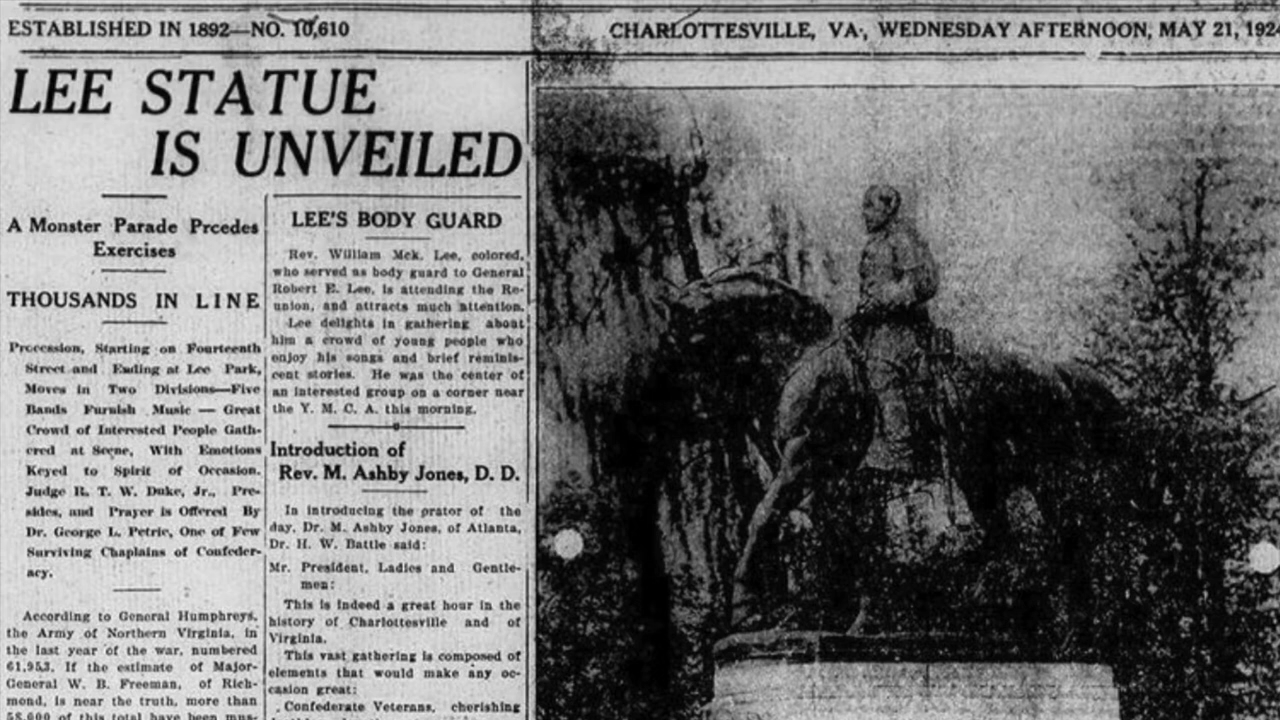 ESTABLISHED IN 1892—NO. 10,610
CHARLOTTESVILLE, VA., WEDNESDAY AFTERNOON, MAY 21, 1924
LEE STATUE
IS UNVEILED
A Monster Parade Prcedes
Exercises
THOUSANDS IN LINE
Procession, Starting on Fourteenth
Street and Ending at Lee Park,
Moves in Two Divisions—Five
Bands Furnish Music — Great
Crowd of Interested People Gath-
ered at Scene, With Emotions
Keyed to Spirit of Occasion.
Judge R. T. W. Duke, Jr., Pre-
sides, and Prayer is Offered By
Dr. George L. Petrie, One of Few
Surviving Chaplains of Confeder-
acy.
According to General Humphreys,
the Army of Northern Virginia, in
the last year of the war, numbered
61,953. If the estimate of Major-
General W. B. Freeman, of Rich-
mond, is near the truth, more than
58,000 of this total have been mus-
LEE'S BODY GUARD
Rev. William Mck. Lee, colored,
who served as body guard to General
Robert E. Lee, is attending the Re-
union, and attracts much attention.
Lee delights in gathering about
him a crowd of young people who
enjoy his songs and brief reminis-
cent stories. He was the center of
an interested group on a corner near
the Y. M. C. A. this morning.
Introduction of
Rev. M. Ashby Jones, D. D.
In introducing the prator of the
day, Dr. M. Ashby Jones, of Atlanta,
Dr. H. W. Battle said:
Mr. President, Ladies and Gentle-
men:
This is indeed a great hour in the
history of Charlottesville and of
Virginia.
This vast gathering is composed of
elements that would make any oc-
casion great:
Confederate Veterans, cherishing